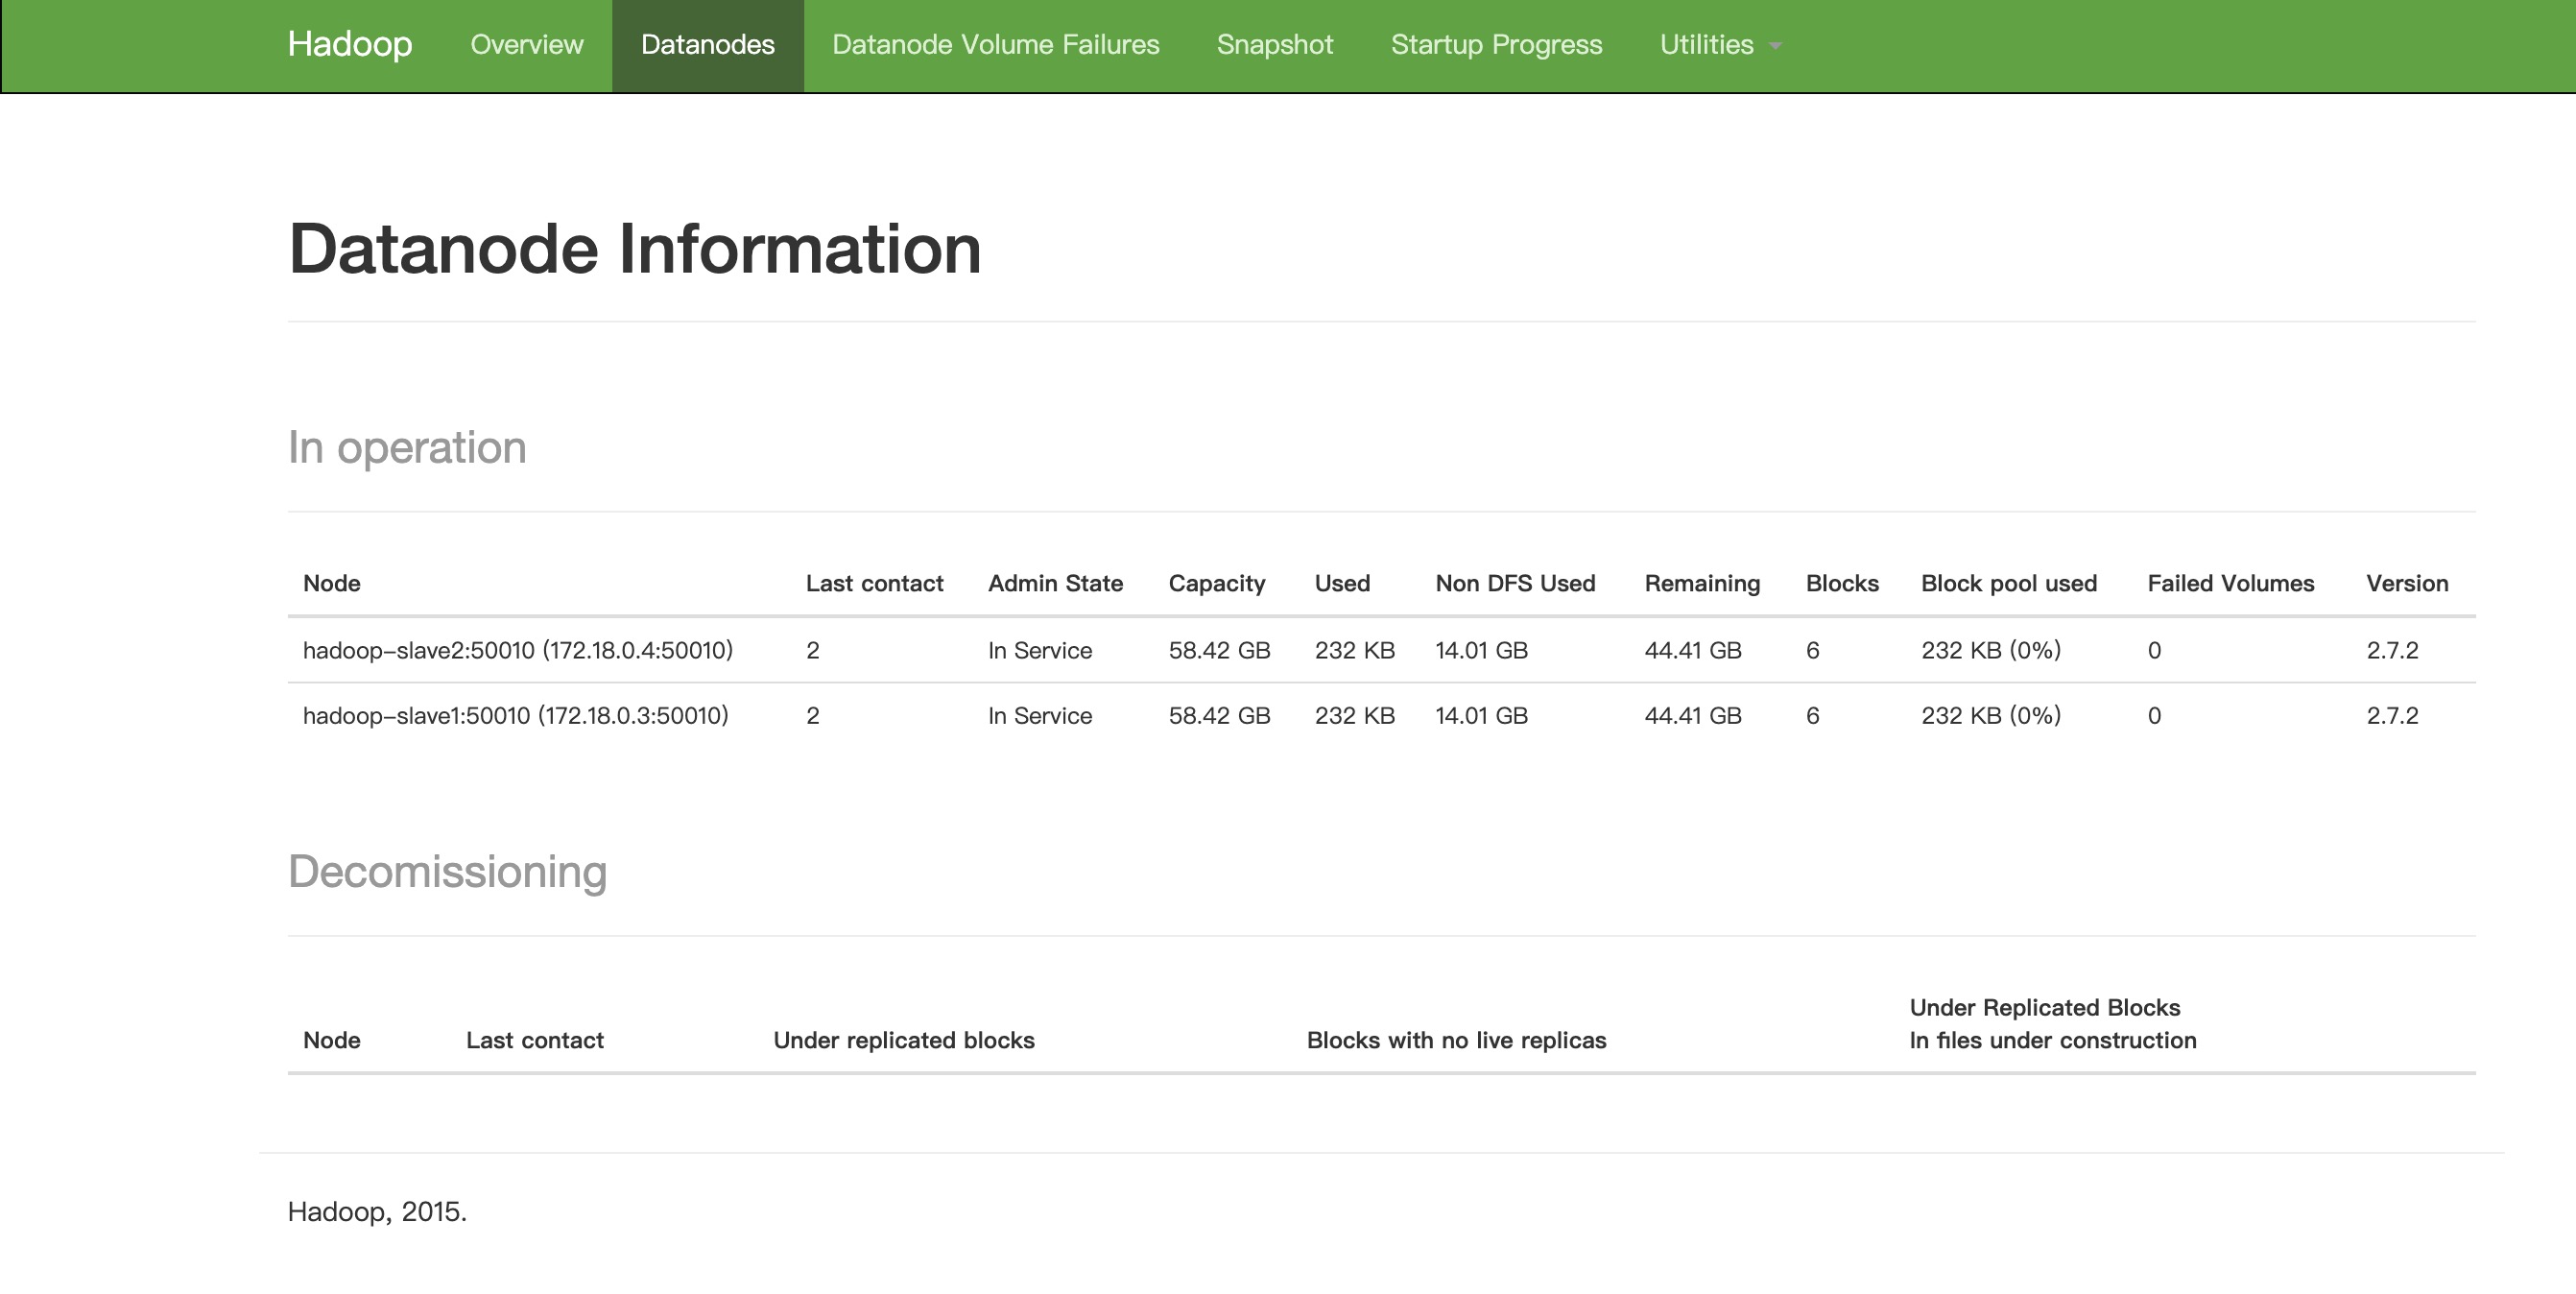 Hadoop Overview Datanodes Datanode Volume Failures Snapshot Startup Progress Utilities
Datanode Information
In operation
Node Last contact Admin State Capacity Used Non DFS Used Remaining Blocks Block pool used Failed Volumes Version
hadoop-slave2:50010 (172.18.0.4:50010) 2 In Service 58.42 GB 232 KB 14.01 GB 44.41 GB 6 232 KB (0%) 0 2.7.2
hadoop-slave1:50010 (172.18.0.3:50010) 2 In Service 58.42 GB 232 KB 14.01 GB 44.41 GB 6 232 KB (0%) 0 2.7.2
Decomissioning
Under Replicated Blocks
Node Last contact Under replicated blocks Blocks with no live replicas In files under construction
Hadoop, 2015.